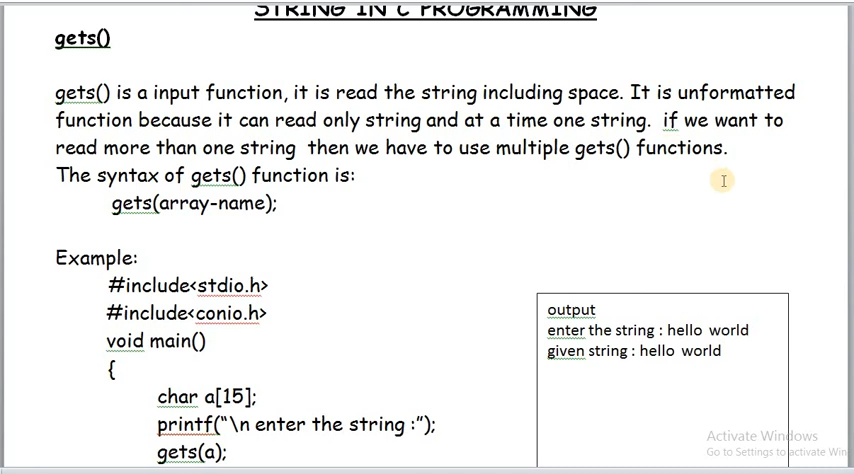 STRING IN C PROGRAMMING
gets()
gets() is a input function, it is read the string including space. It is unformatted
function because it can read only string and at a time one string. if we want to
read more than one string then we have to use multiple gets() functions.
The syntax of gets() function is:
gets(array-name);
Example:
#include<stdio.h>
#include<conio.h>
void main()
{
char a[15];
printf("\n enter the string :");
gets(a);
output
enter the string : hello world
given string : hello world
Activate Windows
Go to Settings to activate Win